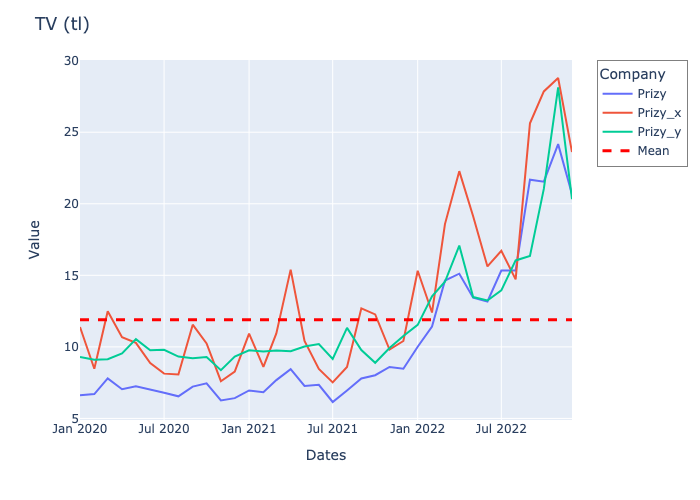 TV (tl)
30
25
20
15
10
5
Value
Jan 2020
Jul 2020
Jan 2021
Jul 2021
Jan 2022
Jul 2022
Dates
Company
Prizy
Prizy_x
Prizy_y
Mean